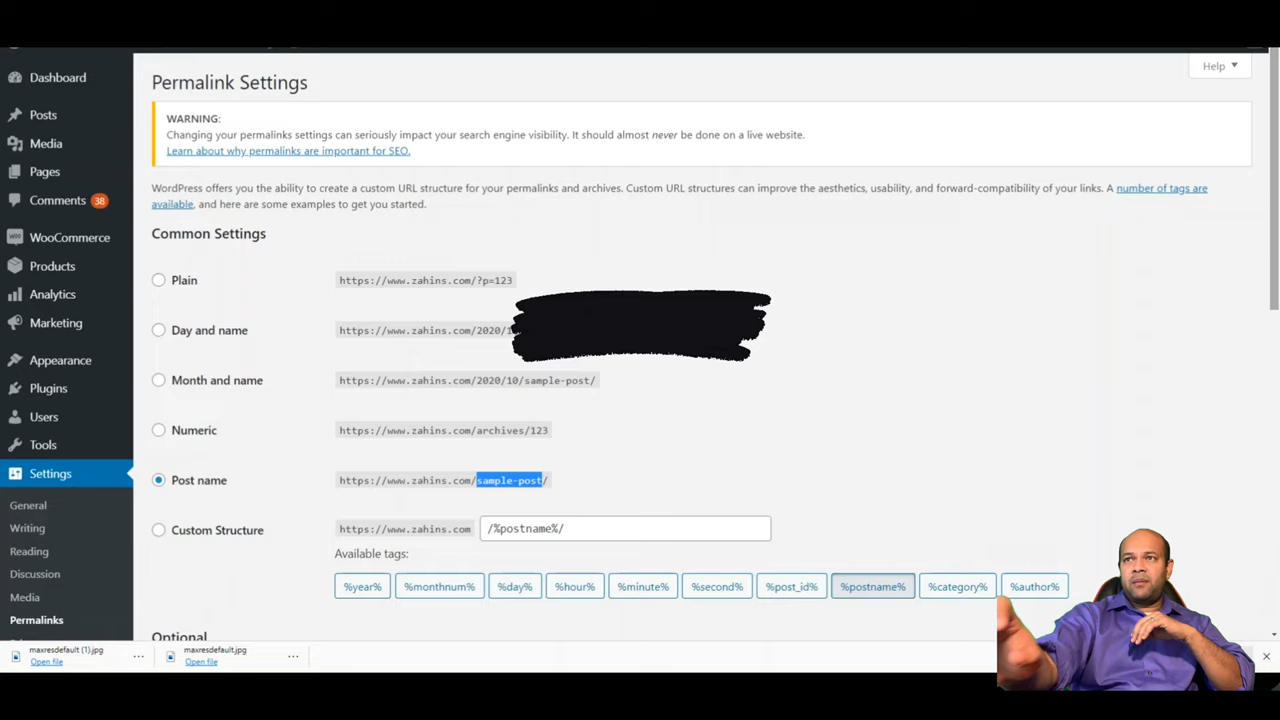 Help
Dashboard
Posts
Media
Pages
Comments 38
WooCommerce
Products
Analytics
Marketing
Appearance
Plugins
Users
Tools
Settings
General
Writing
Reading
Discussion
Media
Permalinks
Permalink Settings
WARNING:
Changing your permalinks settings can seriously impact your search engine visibility. It should almost never be done on a live website.
Learn about why permalinks are important for SEO.
WordPress offers you the ability to create a custom URL structure for your permalinks and archives. Custom URL structures can improve the aesthetics, usability, and forward-compatibility of your links. A number of tags are
available, and here are some examples to get you started.
Common Settings
Plain https://www.zahins.com/?p=123
Day and name https://www.zahins.com/2020/1
Month and name https://www.zahins.com/2020/10/sample-post/
Numeric https://www.zahins.com/archives/123
Post name https://www.zahins.com/sample-post/
Custom Structure https://www.zahins.com /%postname%/
Available tags:
%year% %monthnum% %day% %hour% %minute% %second% %post_id% %postname% %category% %author%
Optional
maxresdefault (1).jpg
Open file
maxresdefault.jpg
Open file